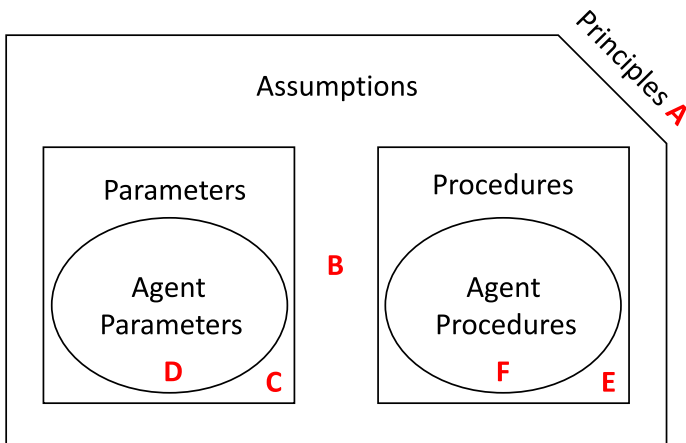 Principles A
Assumptions
Parameters
Procedures
B
Agent
Parameters
D
C
Agent
Procedures
F
E